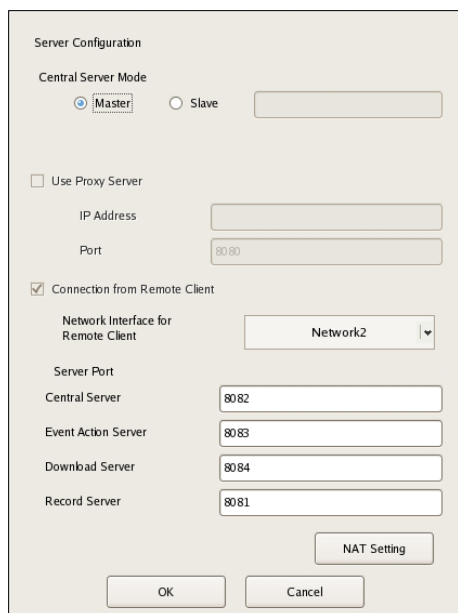 Server Configuration
Central Server Mode
Master Slave
Use Proxy Server
IP Address
Port 8080
Connection from Remote Client
Network Interface for
Remote Client
Network2
Server Port
Central Server 8082
Event Action Server 8083
Download Server 8084
Record Server 8081
NAT Setting
OK Cancel